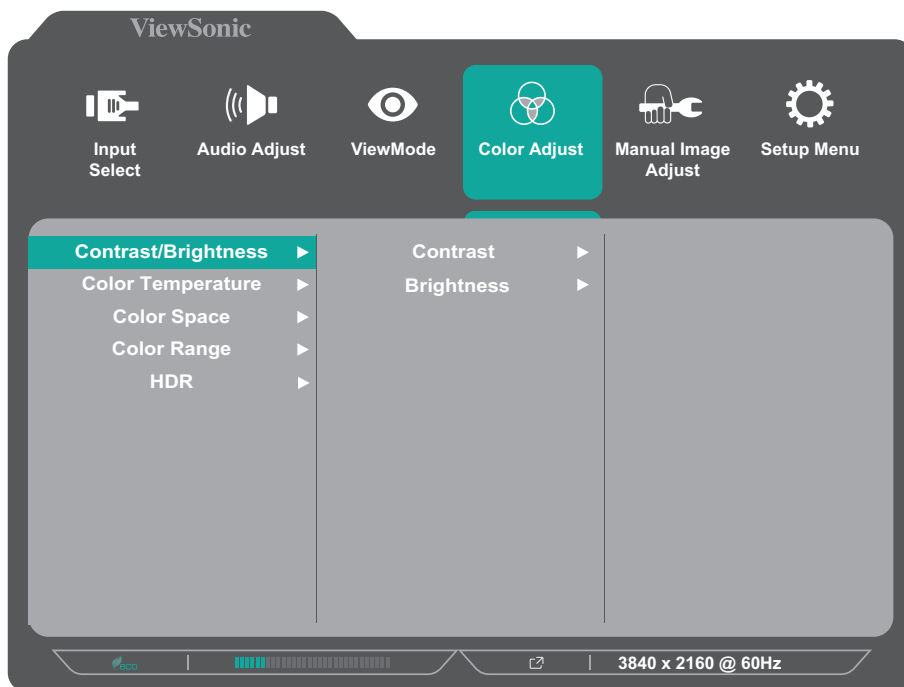 ViewSonic
Input
Select
Audio Adjust
ViewMode
Color Adjust
Manual Image
Adjust
Setup Menu
Contrast/Brightness
Color Temperature
Color Space
Color Range
HDR
Contrast
Brightness
eco
3840 x 2160 @ 60Hz